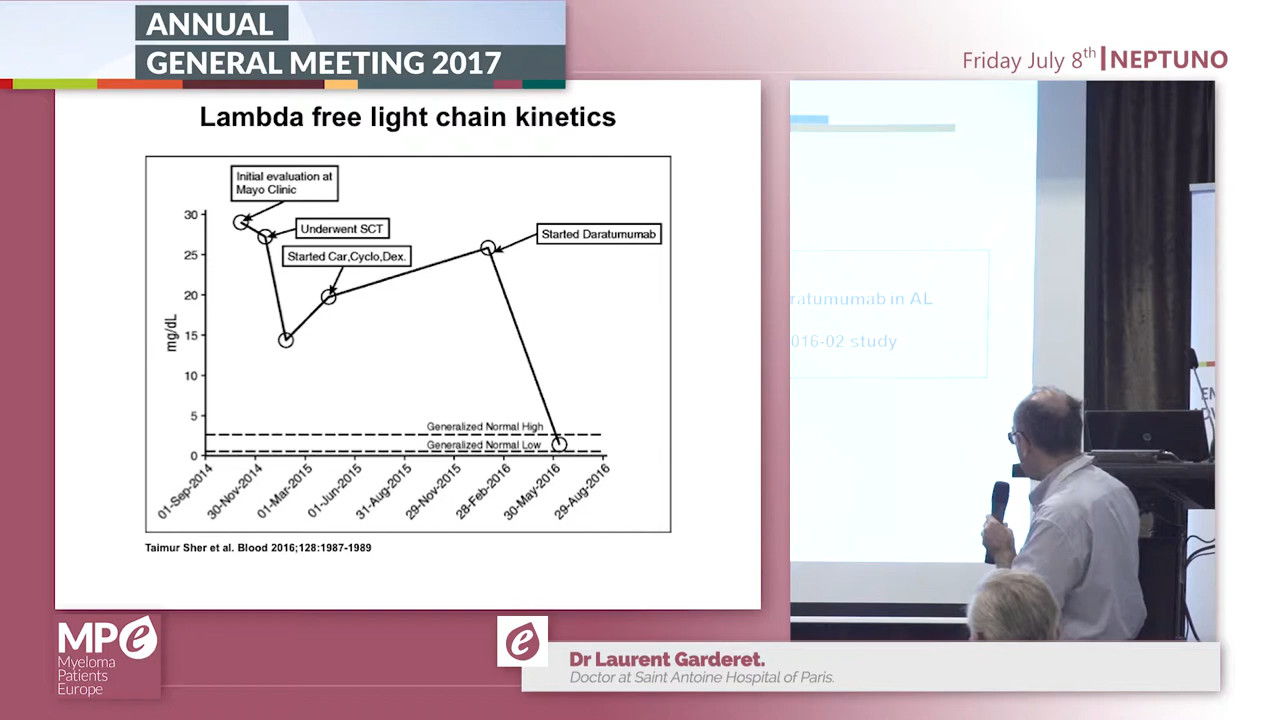 ANNUAL
GENERAL MEETING 2017
Friday July 8th | NEPTUNO
Lambda free light chain kinetics
Initial evaluation at
Mayo Clinic
Underwent SCT
Started Car,Cyclo,Dex.
Started Daratumumab
mg/dL
30
25
20
15
10
5
0
Generalized Normal High
Generalized Normal Low
01-Sep-2014
30-Nov-2014
01-Mar-2015
01-Jun-2015
31-Aug-2015
29-Nov-2015
28-Feb-2016
30-May-2016
29-Aug-2016
Taimur Sher et al. Blood 2016;128:1987-1989
ratumumab in AL
016-02 study
MPe
Myeloma
Patients
Europe
e
Dr Laurent Garderet.
Doctor at Saint Antoine Hospital of Paris.